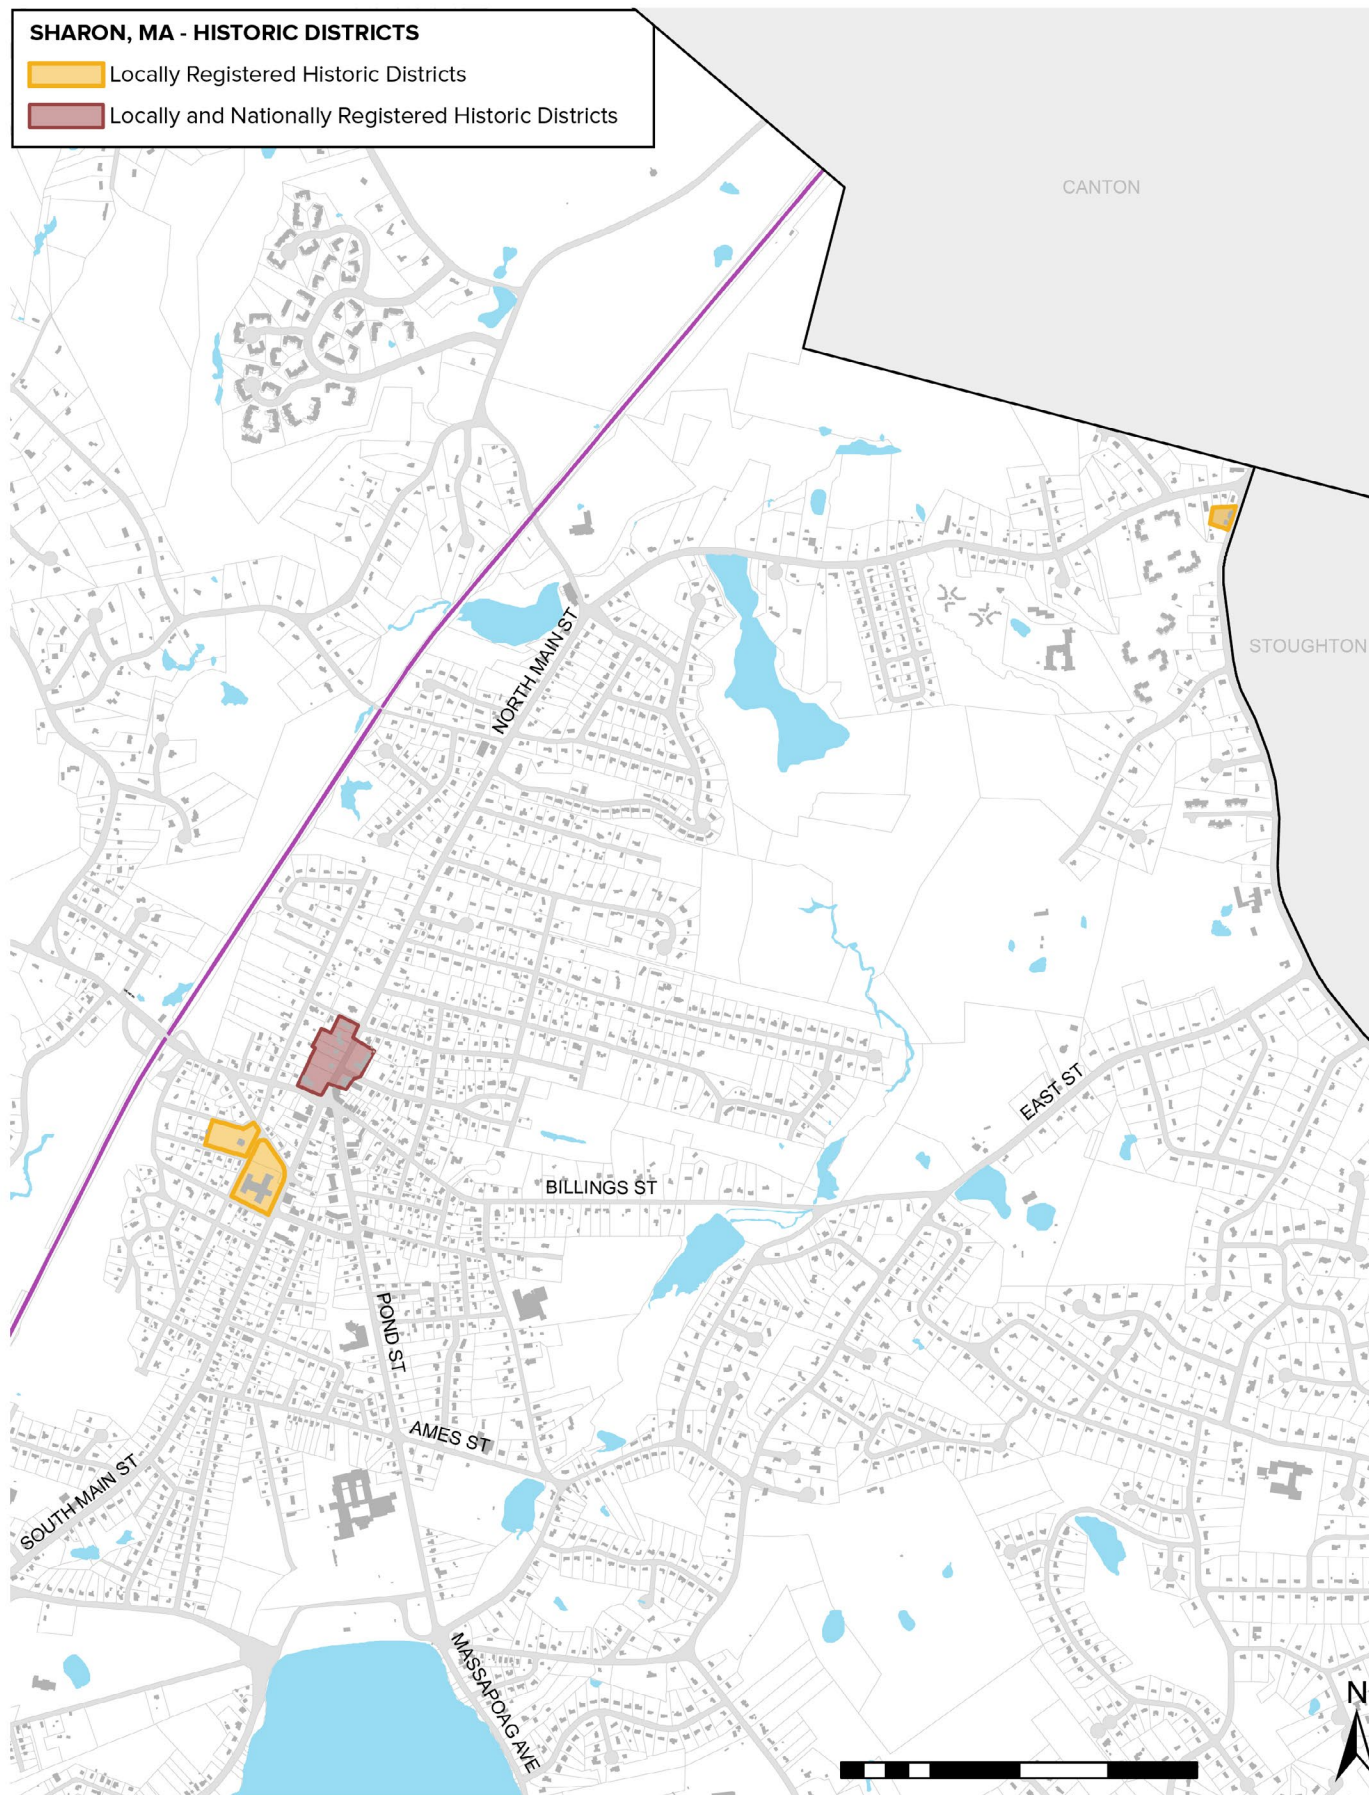 SHARON, MA - HISTORIC DISTRICTS
Locally Registered Historic Districts
Locally and Nationally Registered Historic Districts
CANTON
STOUGHTON
NORTH MAIN ST
EAST ST
BILLINGS ST
POND ST
AMES ST
SOUTH MAIN ST
MASSAPOAG AVE
N